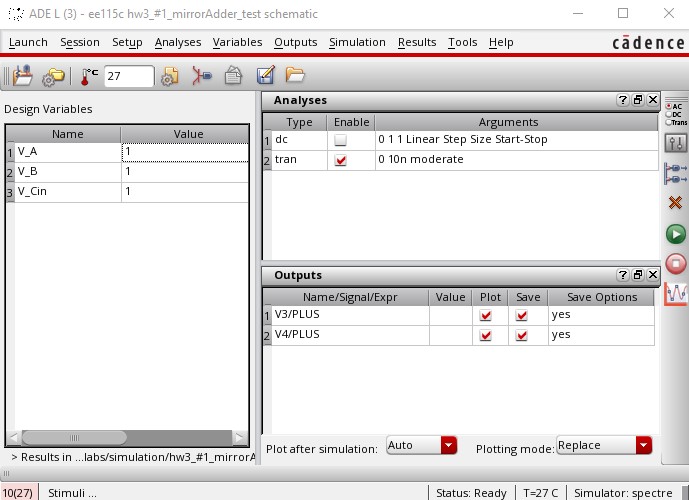 ADE L (3) - ee115c hw3_#1_mirrorAdder_test schematic
Launch Session Setup Analyses Variables Outputs Simulation Results Tools Help
cādence
°C 27
Design Variables
Name Value
1 V_A 1
2 V_B 1
3 V_Cin 1
> Results in ...labs/simulation/hw3_#1_mirrorA
Analyses
Type Enable Arguments
1 dc 0 1 1 Linear Step Size Start-Stop
2 tran 0 10n moderate
Outputs
Name/Signal/Expr Value Plot Save Save Options
1 V3/PLUS yes
2 V4/PLUS yes
Plot after simulation: Auto Plotting mode: Replace
AC
DC
Trans
10(27) Stimuli ... Status: Ready T=27 C Simulator: spectre